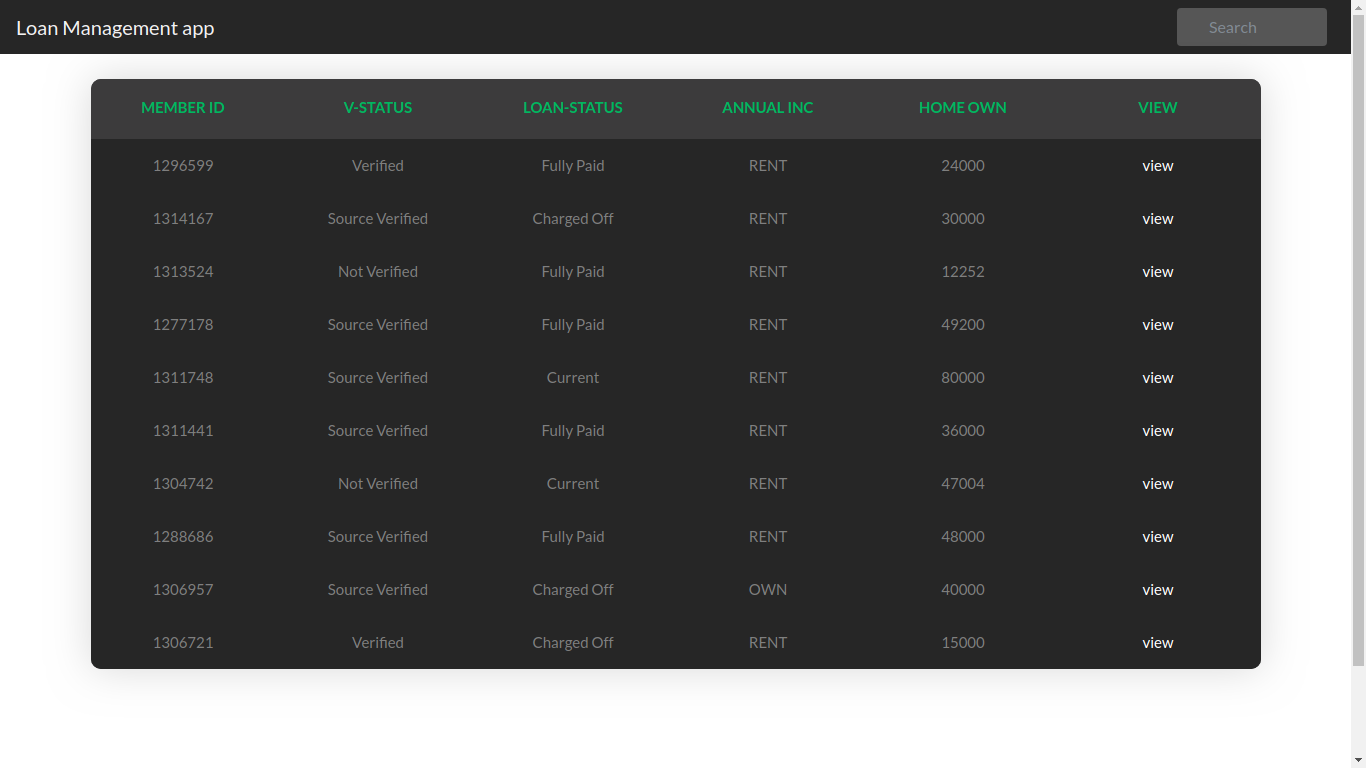 Loan Management app Search
MEMBER ID V-STATUS LOAN-STATUS ANNUAL INC HOME OWN VIEW
1296599 Verified Fully Paid RENT 24000 view
1314167 Source Verified Charged Off RENT 30000 view
1313524 Not Verified Fully Paid RENT 12252 view
1277178 Source Verified Fully Paid RENT 49200 view
1311748 Source Verified Current RENT 80000 view
1311441 Source Verified Fully Paid RENT 36000 view
1304742 Not Verified Current RENT 47004 view
1288686 Source Verified Fully Paid RENT 48000 view
1306957 Source Verified Charged Off OWN 40000 view
1306721 Verified Charged Off RENT 15000 view